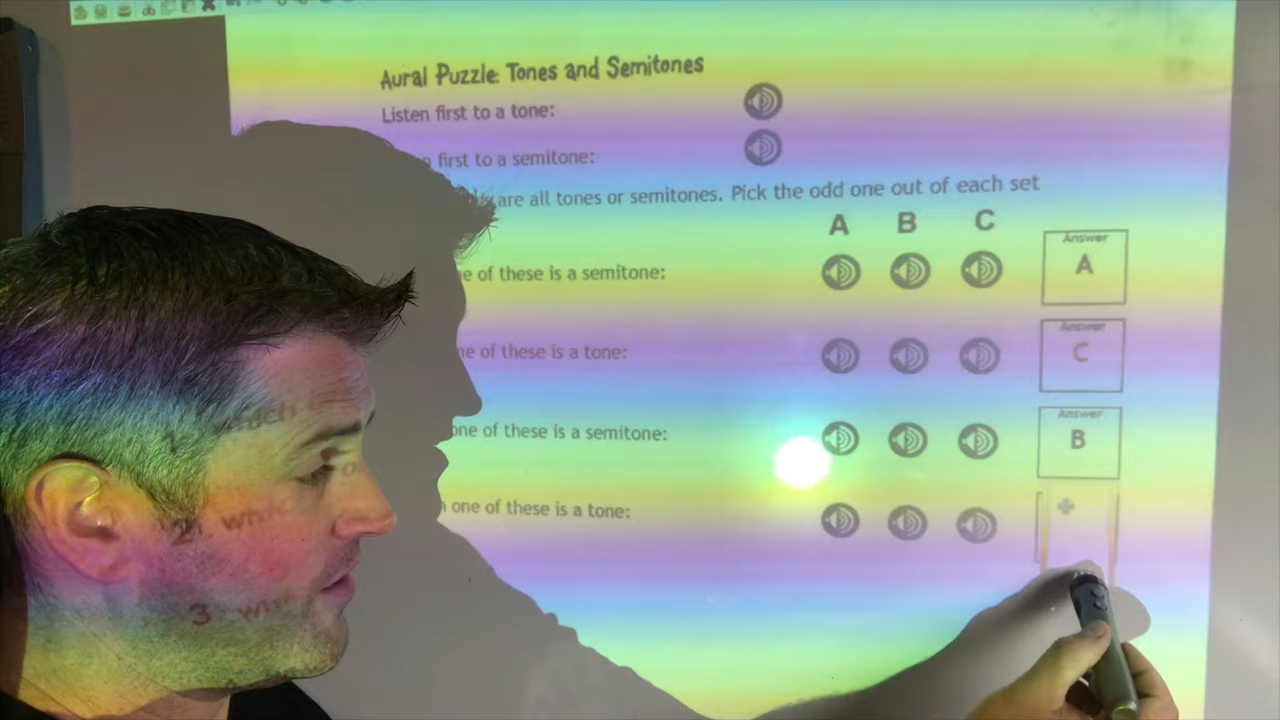 Aural Puzzle: Tones and Semitones
Listen first to a tone:
first to a semitone:
are all tones or semitones. Pick the odd one out of each set
A B C
Answer
A
of these is a semitone:
Answer
C
of these is a tone:
Answer
B
one of these is a semitone:
one of these is a tone:
3